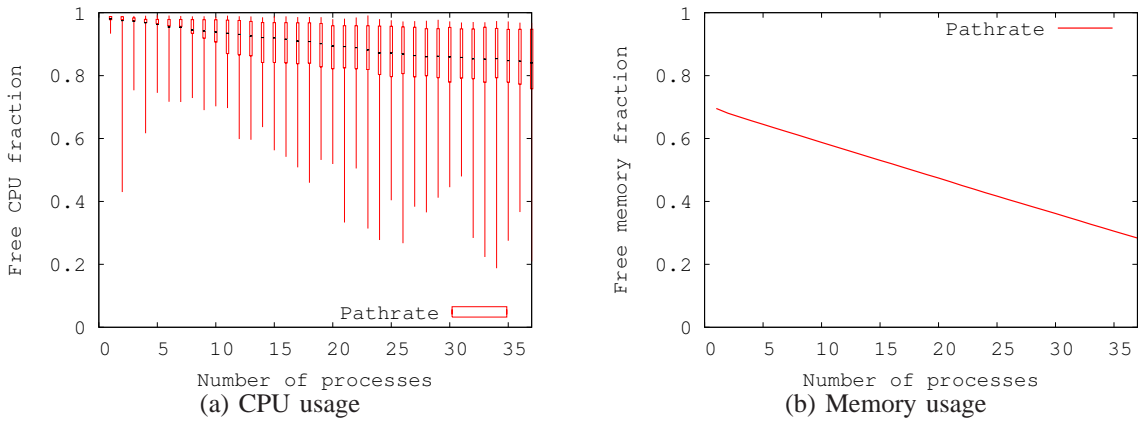 Free CPU fraction
1
0.8
0.6
0.4
0.2
0
0 5 10 15 20 25 30 35
Number of processes
Pathrate
(a) CPU usage
Free memory fraction
1
0.8
0.6
0.4
0.2
0
0 5 10 15 20 25 30 35
Number of processes
Pathrate
(b) Memory usage